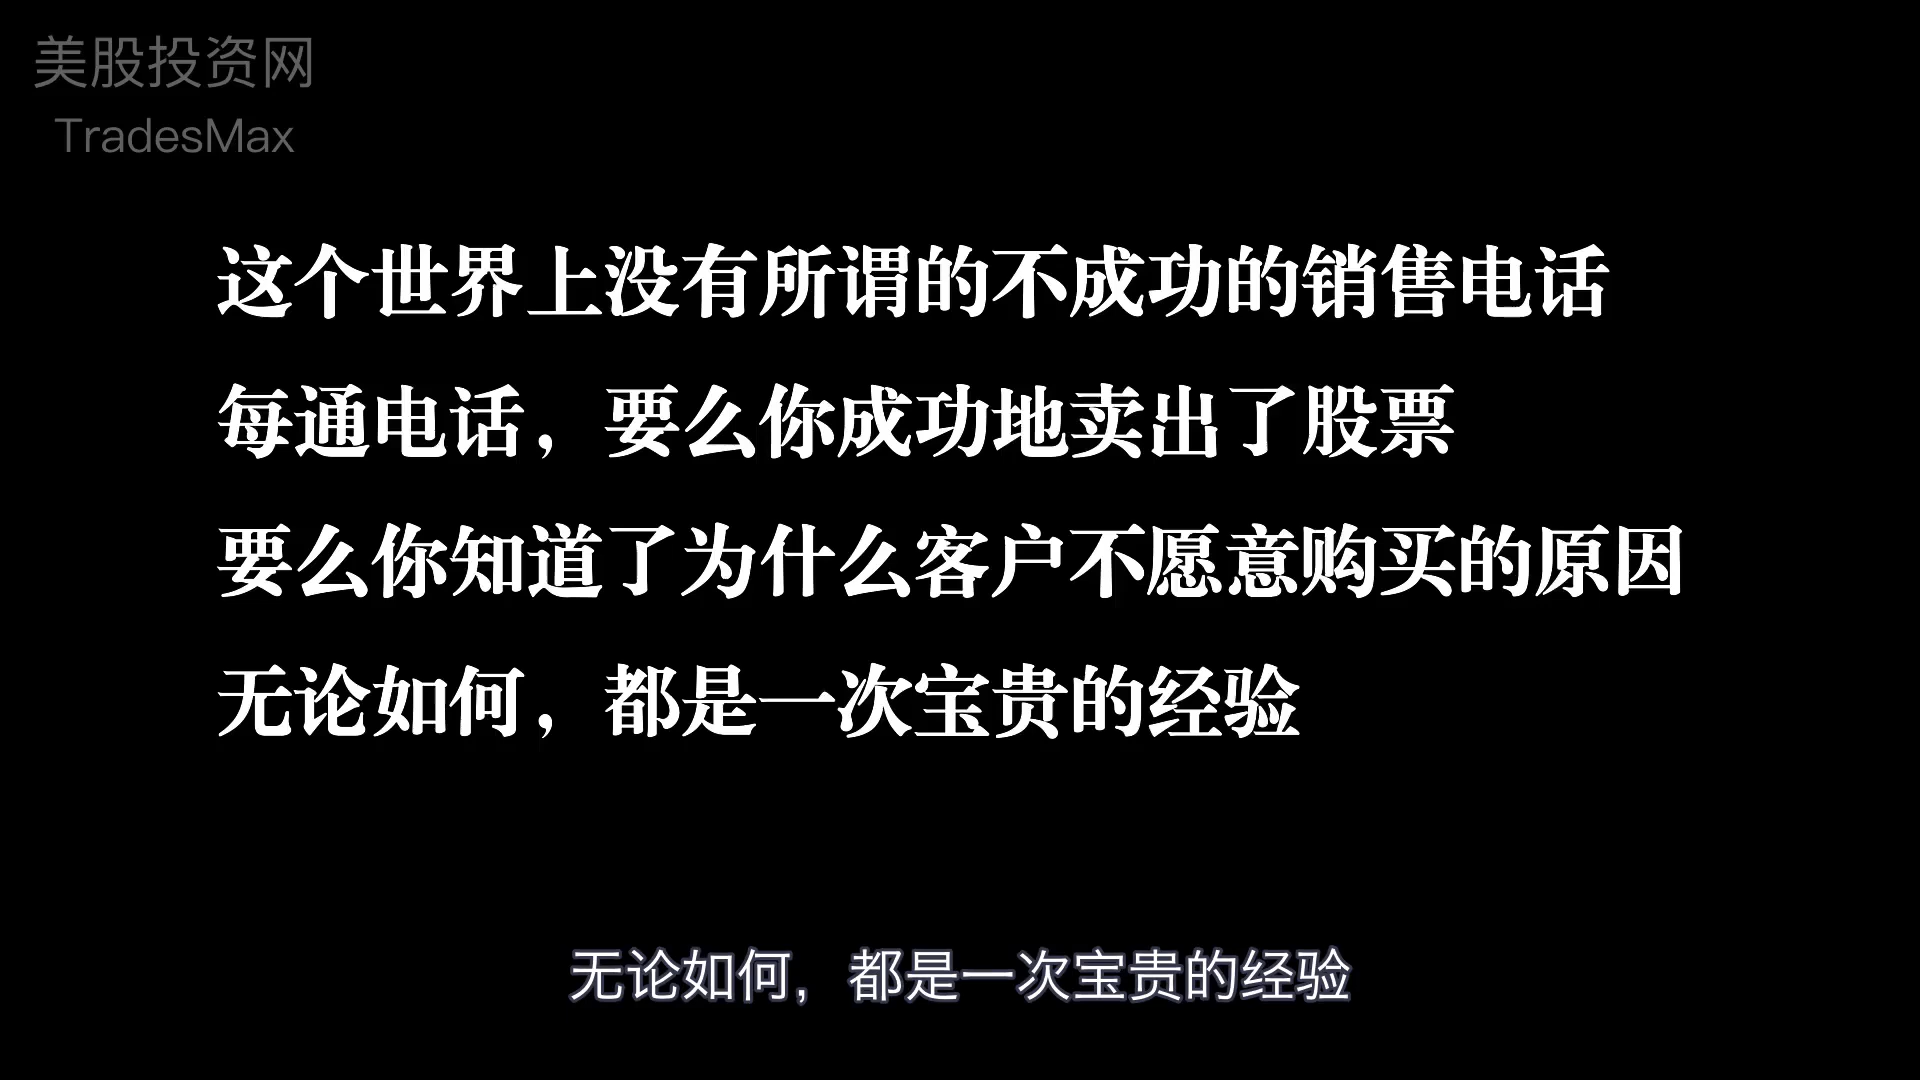 美股投资网
TradesMax
这个世界上没有所谓的不成功的销售电话
每通电话，要么你成功地卖出了股票
要么你知道了为什么客户不愿意购买的原因
无论如何，都是一次宝贵的经验
无论如何，都是一次宝贵的经验